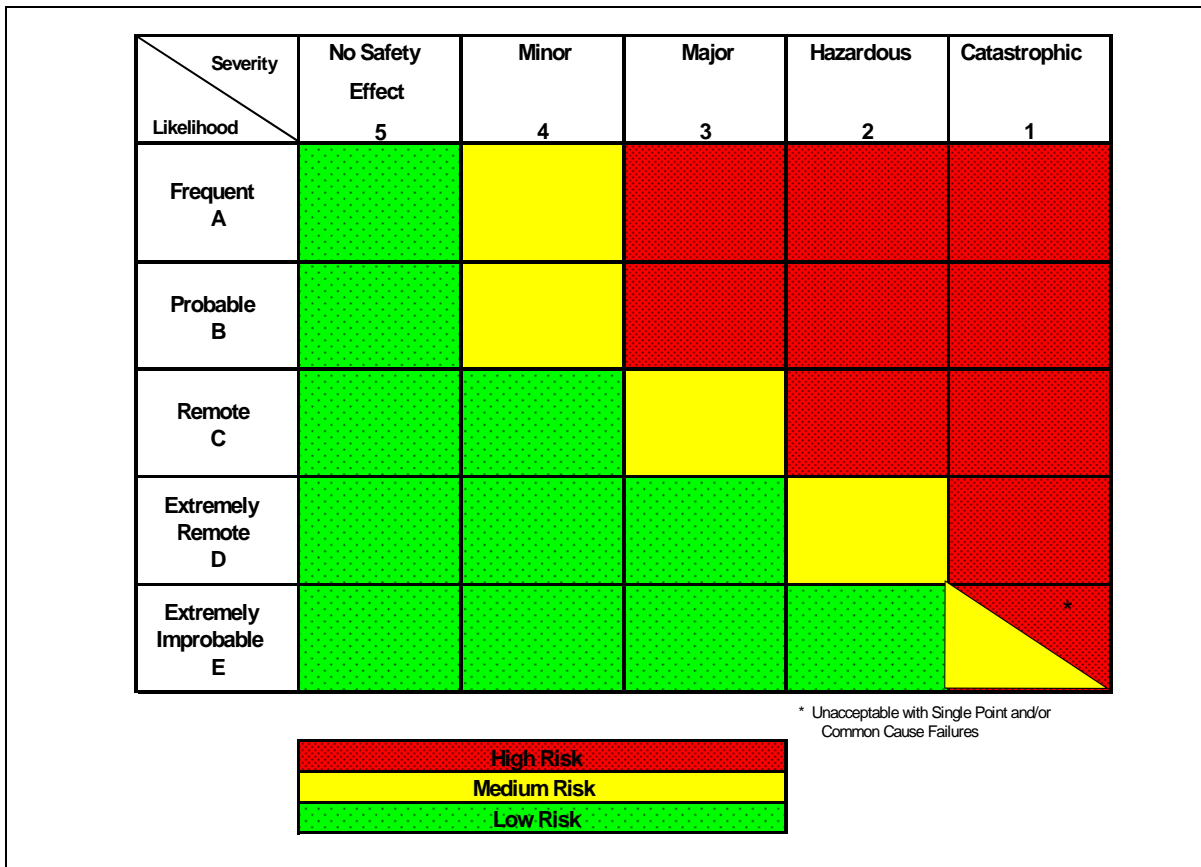 Severity
Likelihood
No Safety
Effect
5
Minor
4
Major
3
Hazardous
2
Catastrophic
1
Frequent
A
Probable
B
Remote
C
Extremely
Remote
D
Extremely
Improbable
E
*
* Unacceptable with Single Point and/or
Common Cause Failures
High Risk
Medium Risk
Low Risk